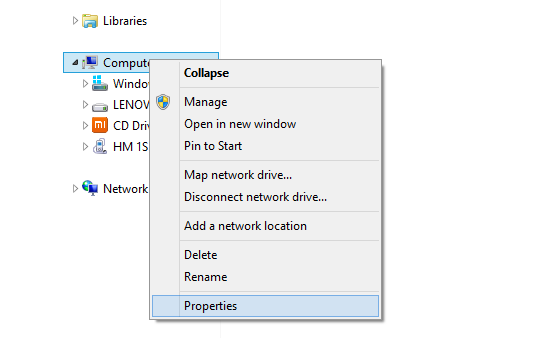 Libraries
Compute
Collapse
Windo
Manage
LENOV
Open in new window
CD Driv
Pin to Start
HM 1S
Map network drive...
Network
Disconnect network drive...
Add a network location
Delete
Rename
Properties